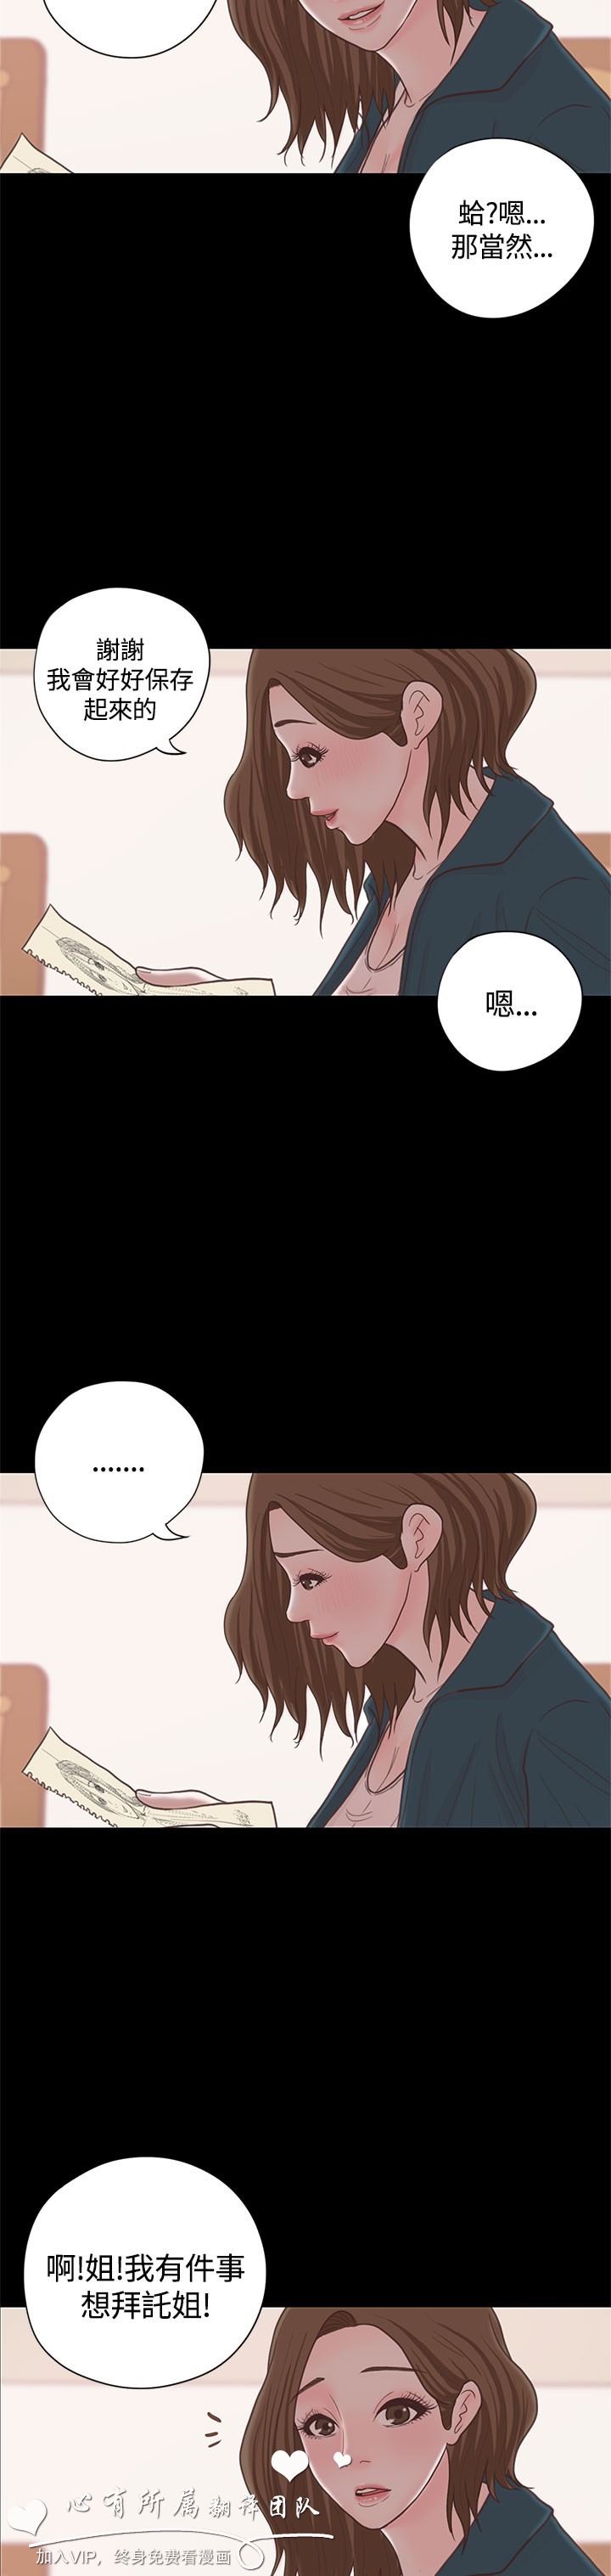 蛤?嗯...
那當然...
謝謝
我會好好保存
起來的
嗯...
.......
啊!姐!我有件事
想拜託姐!
心有所属翻译团队
加入VIP，终身免费看漫画